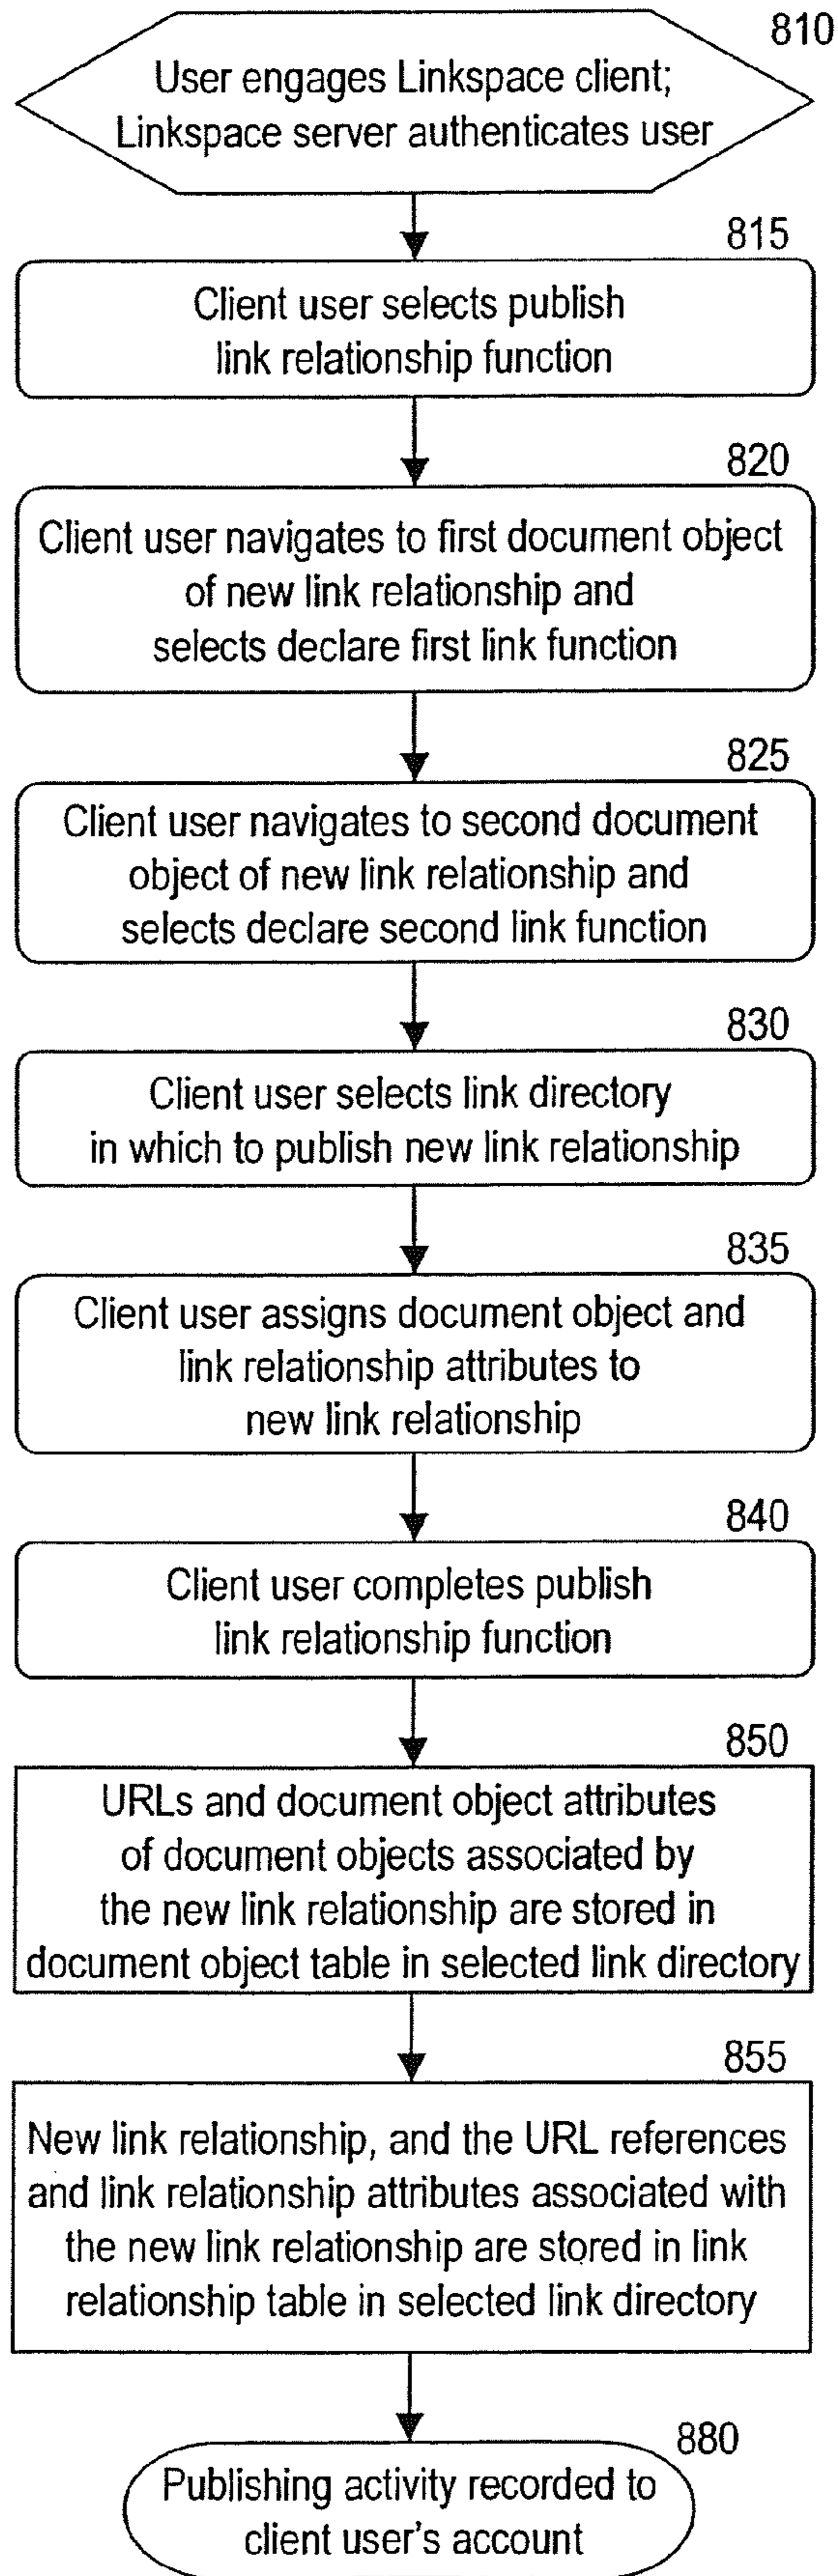 810
User engages Linkspace client;
Linkspace server authenticates user
815
Client user selects publish
link relationship function
820
Client user navigates to first document object
of new link relationship and
selects declare first link function
825
Client user navigates to second document
object of new link relationship and
selects declare second link function
830
Client user selects link directory
in which to publish new link relationship
835
Client user assigns document object and
link relationship attributes to
new link relationship
840
Client user completes publish
link relationship function
850
URLs and document object attributes
of document objects associated by
the new link relationship are stored in
document object table in selected link directory
855
New link relationship, and the URL references
and link relationship attributes associated with
the new link relationship are stored in link
relationship table in selected link directory
880
Publishing activity recorded to
client user's account